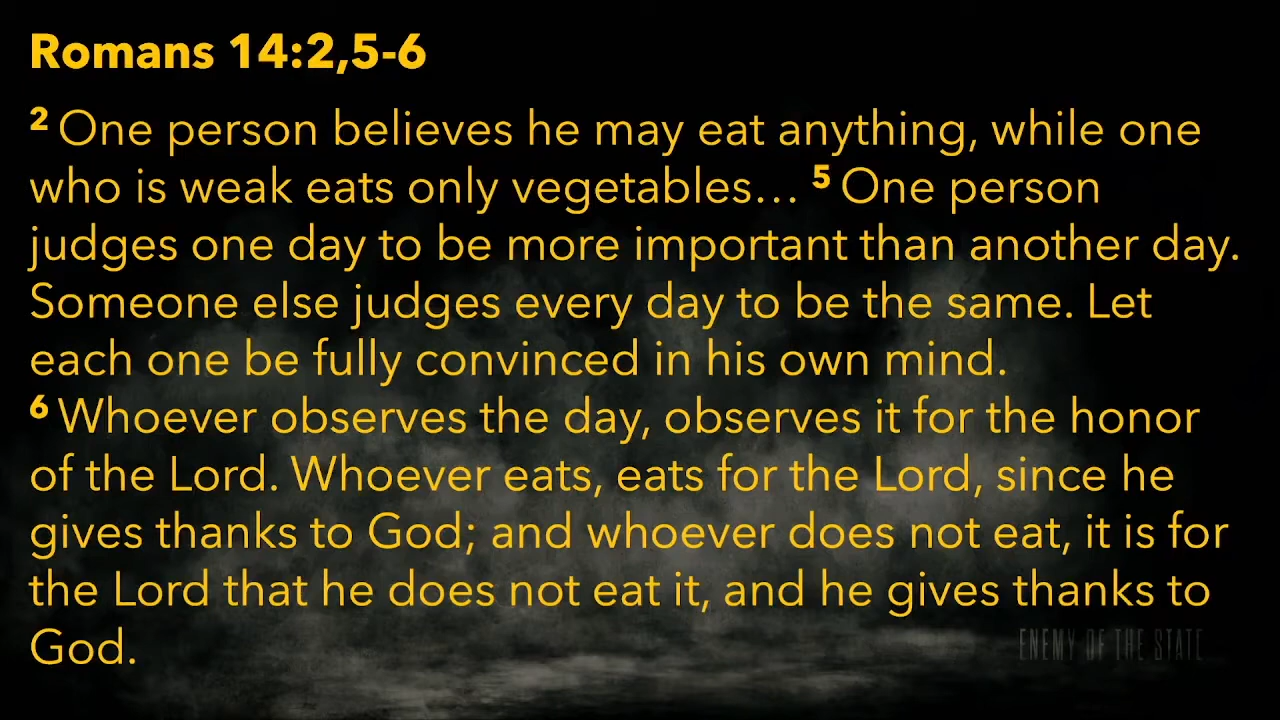 Romans 14:2,5-6
2 One person believes he may eat anything, while one
who is weak eats only vegetables… 5 One person
judges one day to be more important than another day.
Someone else judges every day to be the same. Let
each one be fully convinced in his own mind.
6 Whoever observes the day, observes it for the honor
of the Lord. Whoever eats, eats for the Lord, since he
gives thanks to God; and whoever does not eat, it is for
the Lord that he does not eat it, and he gives thanks to
God.
ENEMY OF THE STATE